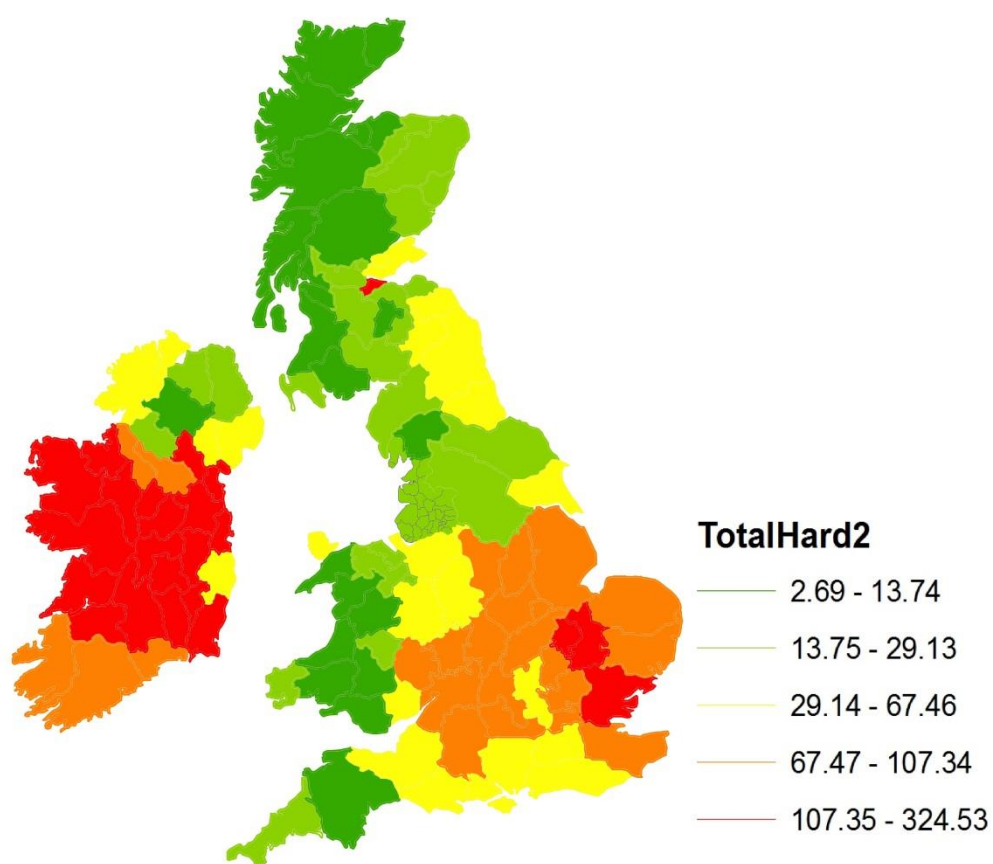 TotalHard2
2.69 - 13.74
13.75 - 29.13
29.14 - 67.46
67.47 - 107.34
107.35 - 324.53